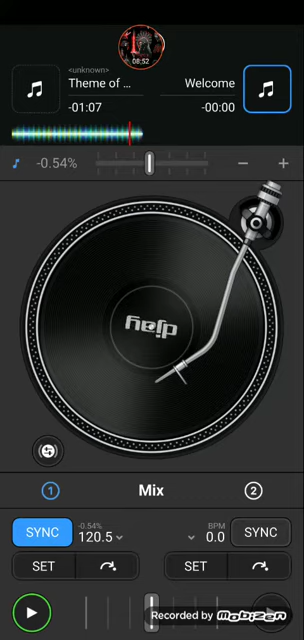 08:52
<unknown>
Theme of ...
-01:07
Welcome
-00:00
-0.54%
djay
1
Mix
2
SYNC
-0.54%
120.5
BPM
0.0
SYNC
SET
SET
Recorded by Mobizen